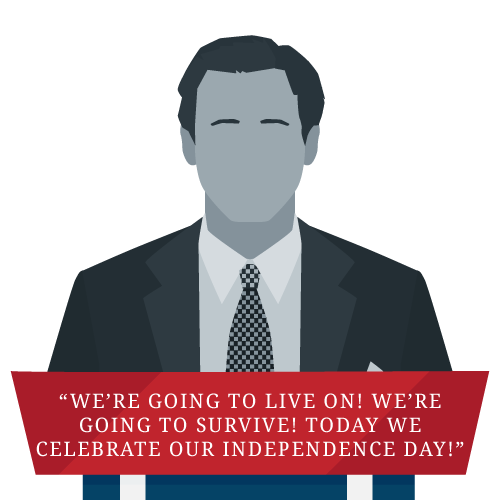 “WE’RE GOING TO LIVE ON! WE’RE
GOING TO SURVIVE! TODAY WE
CELEBRATE OUR INDEPENDENCE DAY!”